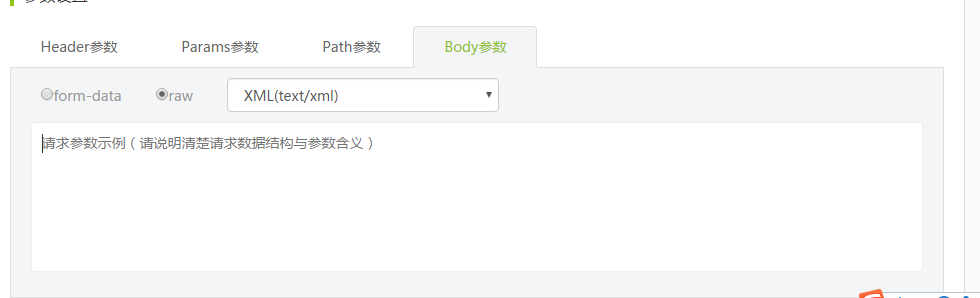 参数设置
Header参数 Params参数 Path参数 Body参数
form-data raw XML(text/xml)
请求参数示例（请说明清楚请求数据结构与参数含义）